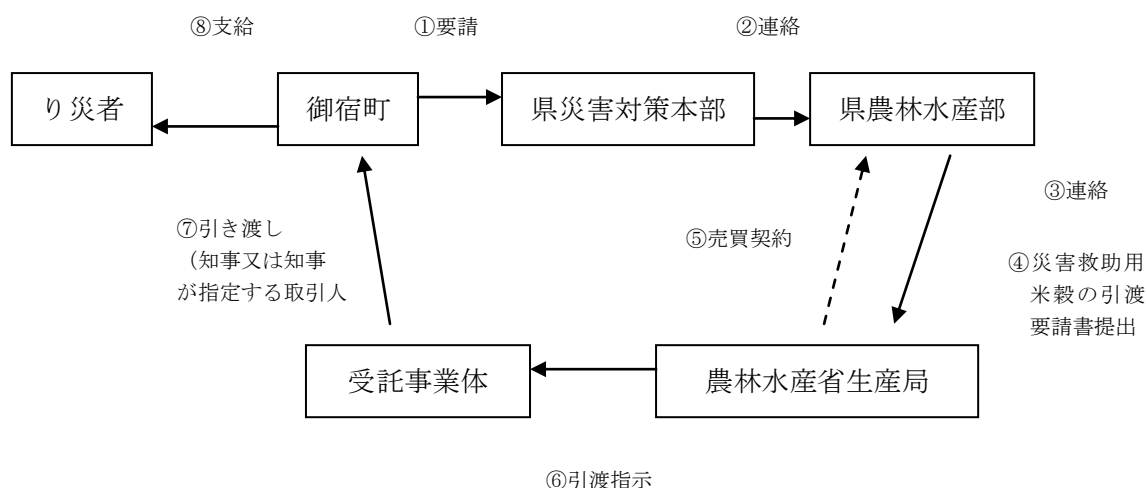 ⑧支給
①要請
②連絡
り災者
御宿町
県災害対策本部
県農林水産部
③連絡
⑦引き渡し
（知事又は知事
が指定する取引人
⑤売買契約
④災害救助用
米穀の引渡
要請書提出
受託事業体
農林水産省生産局
⑥引渡指示